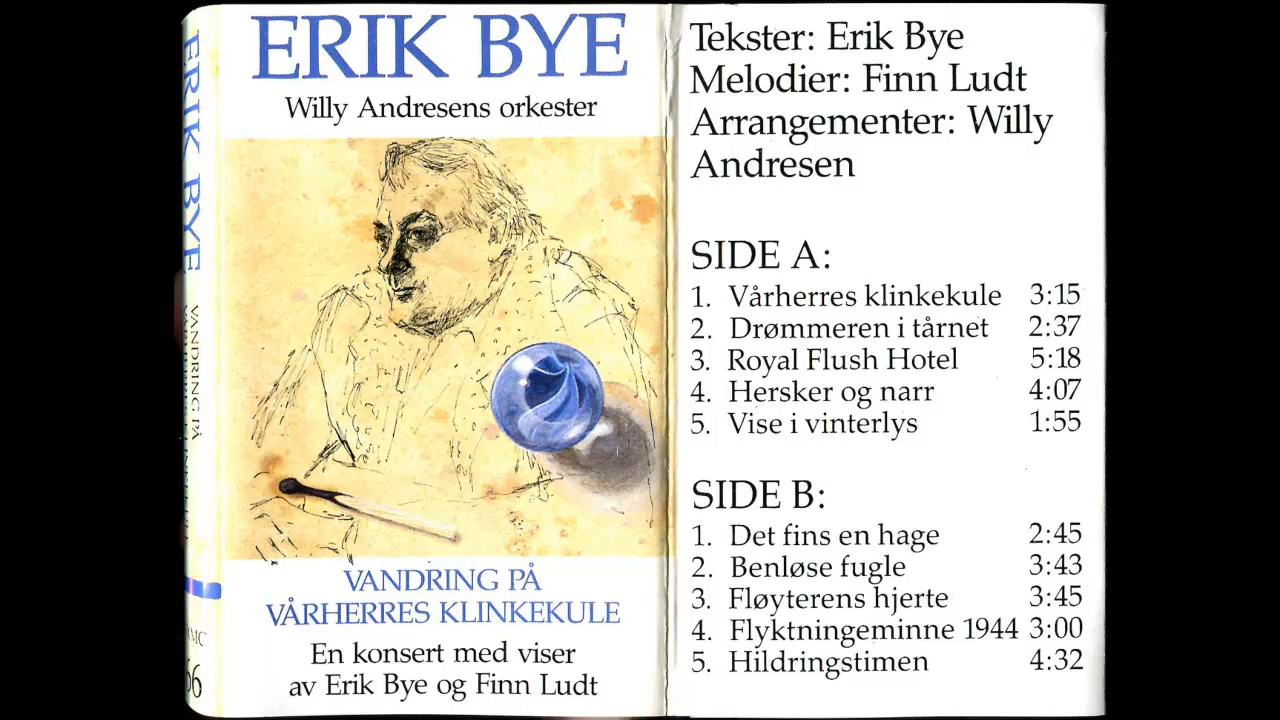 ERIK BYE
VANDRING PÅ
ERIK BYE
Willy Andresens orkester
VANDRING PÅ
VÅRHERRES KLINKEKULE
En konsert med viser
av Erik Bye og Finn Ludt
Tekster: Erik Bye
Melodier: Finn Ludt
Arrangementer: Willy
Andresen
SIDE A:
1. Vårherres klinkekule 3:15
2. Drømmeren i tårnet 2:37
3. Royal Flush Hotel 5:18
4. Hersker og narr 4:07
5. Vise i vinterlys 1:55
SIDE B:
1. Det fins en hage 2:45
2. Benløse fugle 3:43
3. Fløyterens hjerte 3:45
4. Flyktningeminne 1944 3:00
5. Hildringstimen 4:32